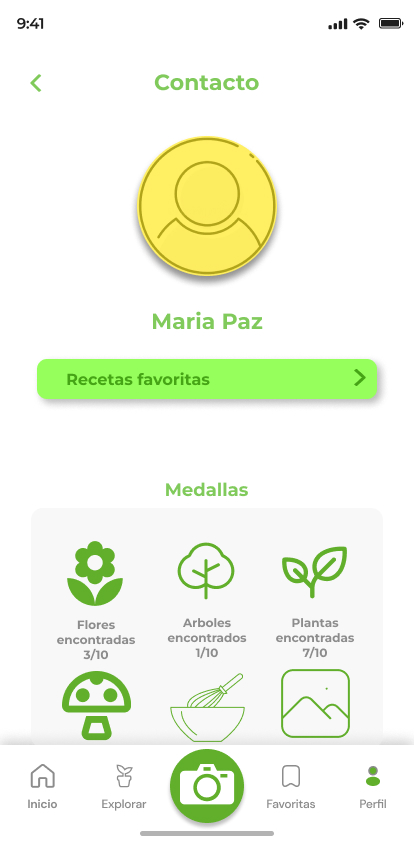 9:41
Contacto
Maria Paz
Recetas favoritas
Medallas
Flores
encontradas
3/10
Arboles
encontrados
1/10
Plantas
encontradas
7/10
Inicio
Explorar
Favoritas
Perfil